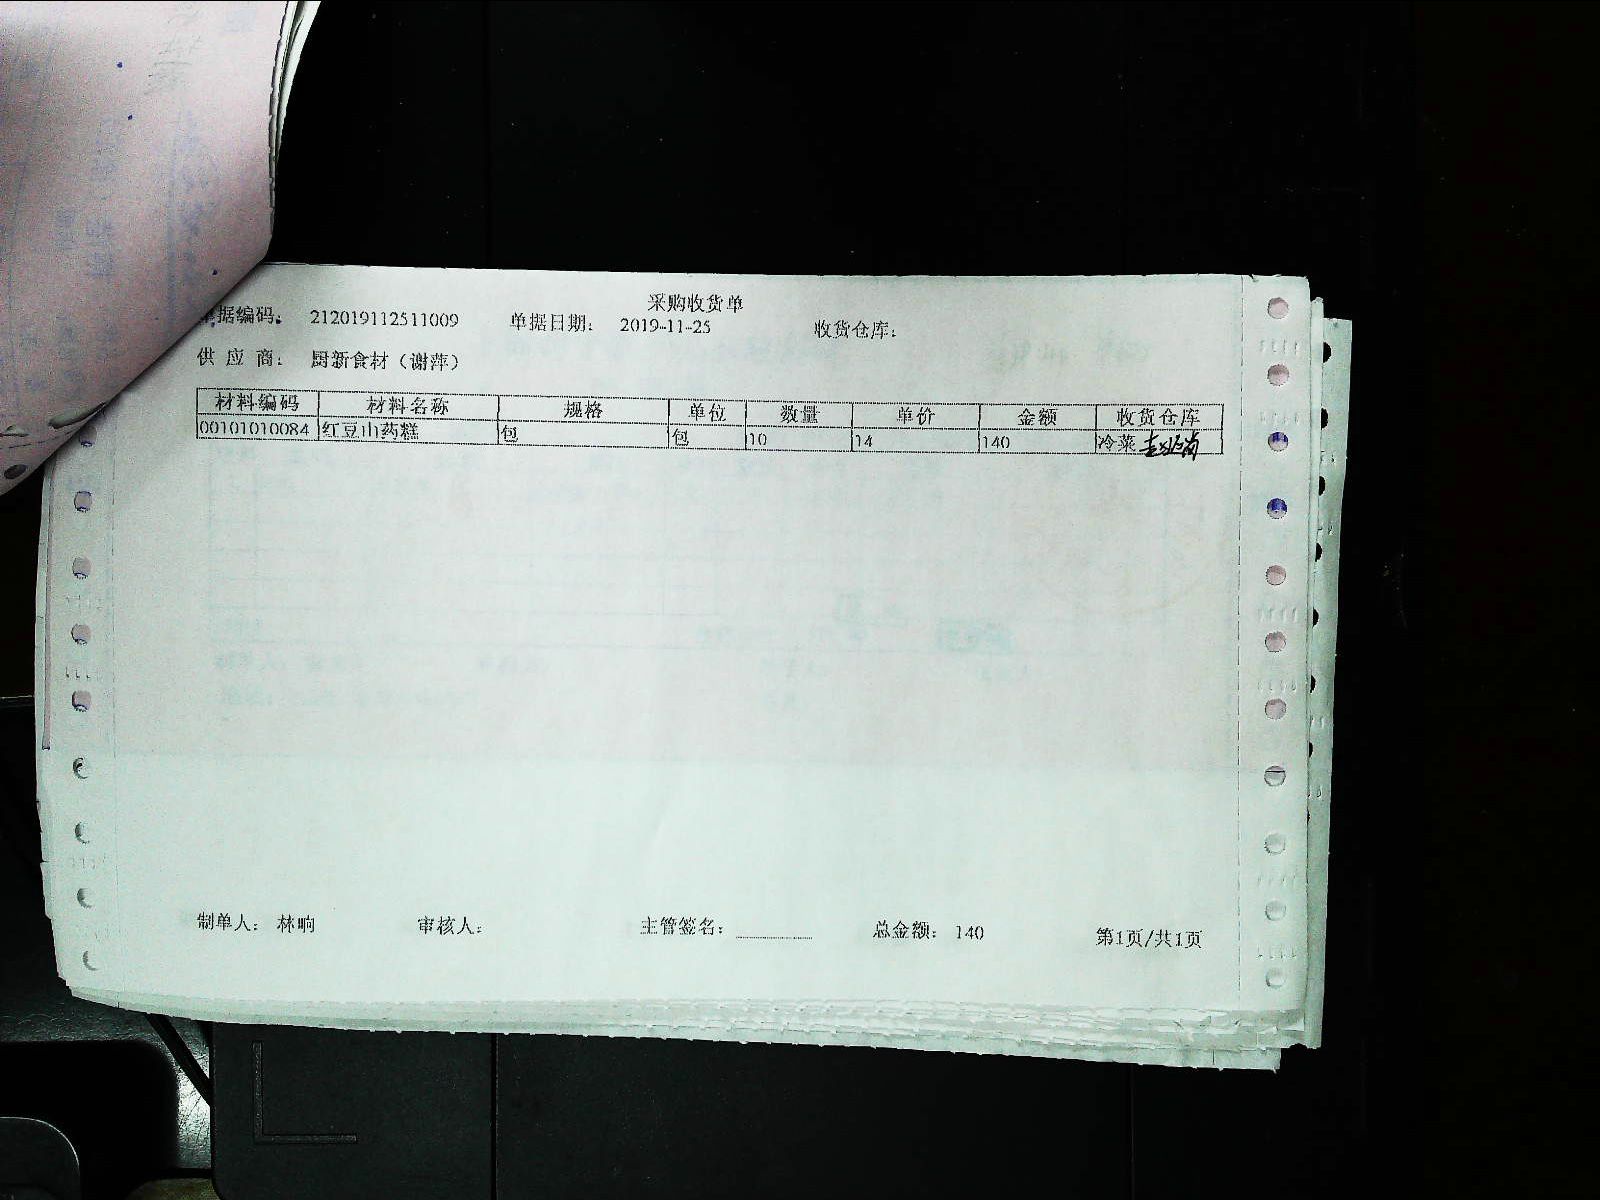 采购收货单
单据编码: 212019112511009 单据日期: 2019-11-25 收货仓库:
供应商: 厨新食材（谢萍）
材料编码 材料名称 规格 单位 数量 单价 金额 收货仓库
00101010084 红豆山药糕 包 包 10 14 140 冷菜
制单人: 林响 审核人: 主管签名: 总金额: 140 第1页/共1页